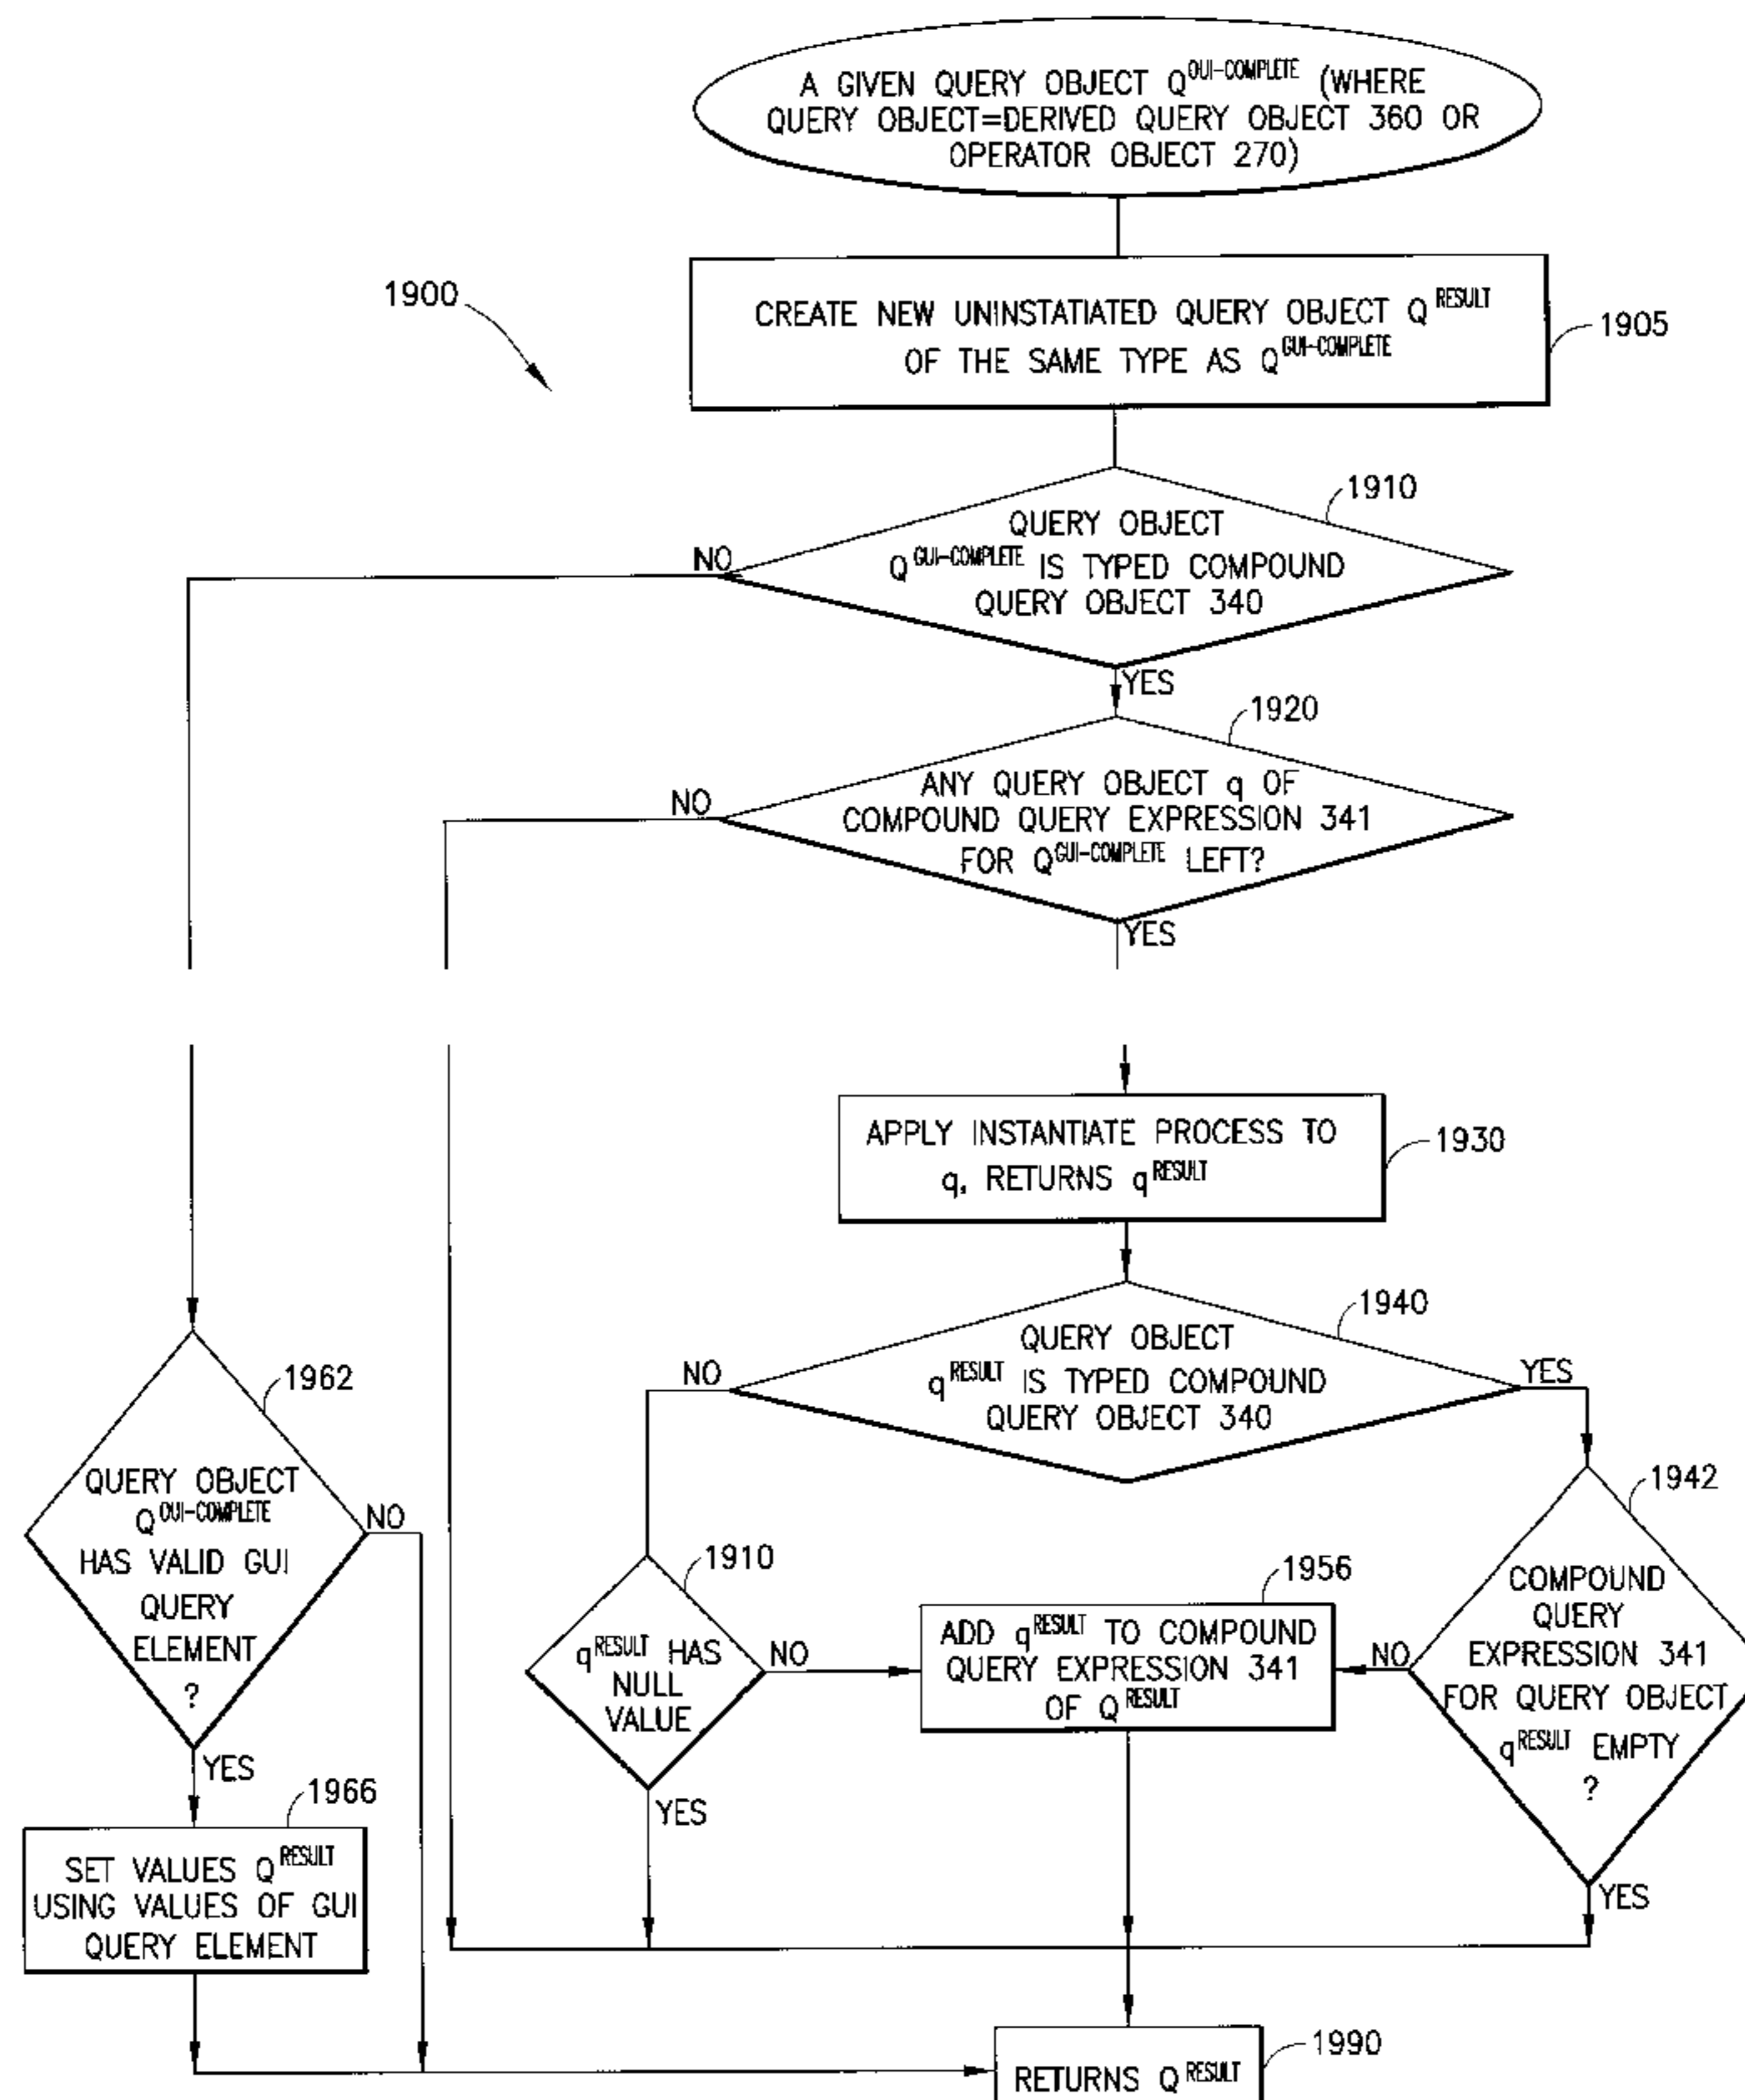 A GIVEN QUERY OBJECT Q^OUI-COMPLETE (WHERE
QUERY OBJECT=DERIVED QUERY OBJECT 360 OR
OPERATOR OBJECT 270)
1900
CREATE NEW UNINSTATIATED QUERY OBJECT Q^RESULT
OF THE SAME TYPE AS Q^GUI-COMPLETE
1905
1910
QUERY OBJECT
Q^GUI-COMPLETE IS TYPED COMPOUND
QUERY OBJECT 340
NO
YES
1920
ANY QUERY OBJECT q OF
COMPOUND QUERY EXPRESSION 341
FOR Q^GUI-COMPLETE LEFT?
NO
YES
APPLY INSTANTIATE PROCESS TO
q, RETURNS q^RESULT
1930
1940
QUERY OBJECT
q^RESULT IS TYPED COMPOUND
QUERY OBJECT 340
NO
YES
1962
QUERY OBJECT
Q^OUI-COMPLETE
HAS VALID GUI
QUERY
ELEMENT
?
NO
YES
1910
q^RESULT HAS
NULL
VALUE
NO
YES
1956
ADD q^RESULT TO COMPOUND
QUERY EXPRESSION 341
OF Q^RESULT
1942
COMPOUND
QUERY
EXPRESSION 341
FOR QUERY OBJECT
q^RESULT EMPTY
?
NO
YES
1966
SET VALUES Q^RESULT
USING VALUES OF GUI
QUERY ELEMENT
RETURNS Q^RESULT
1990